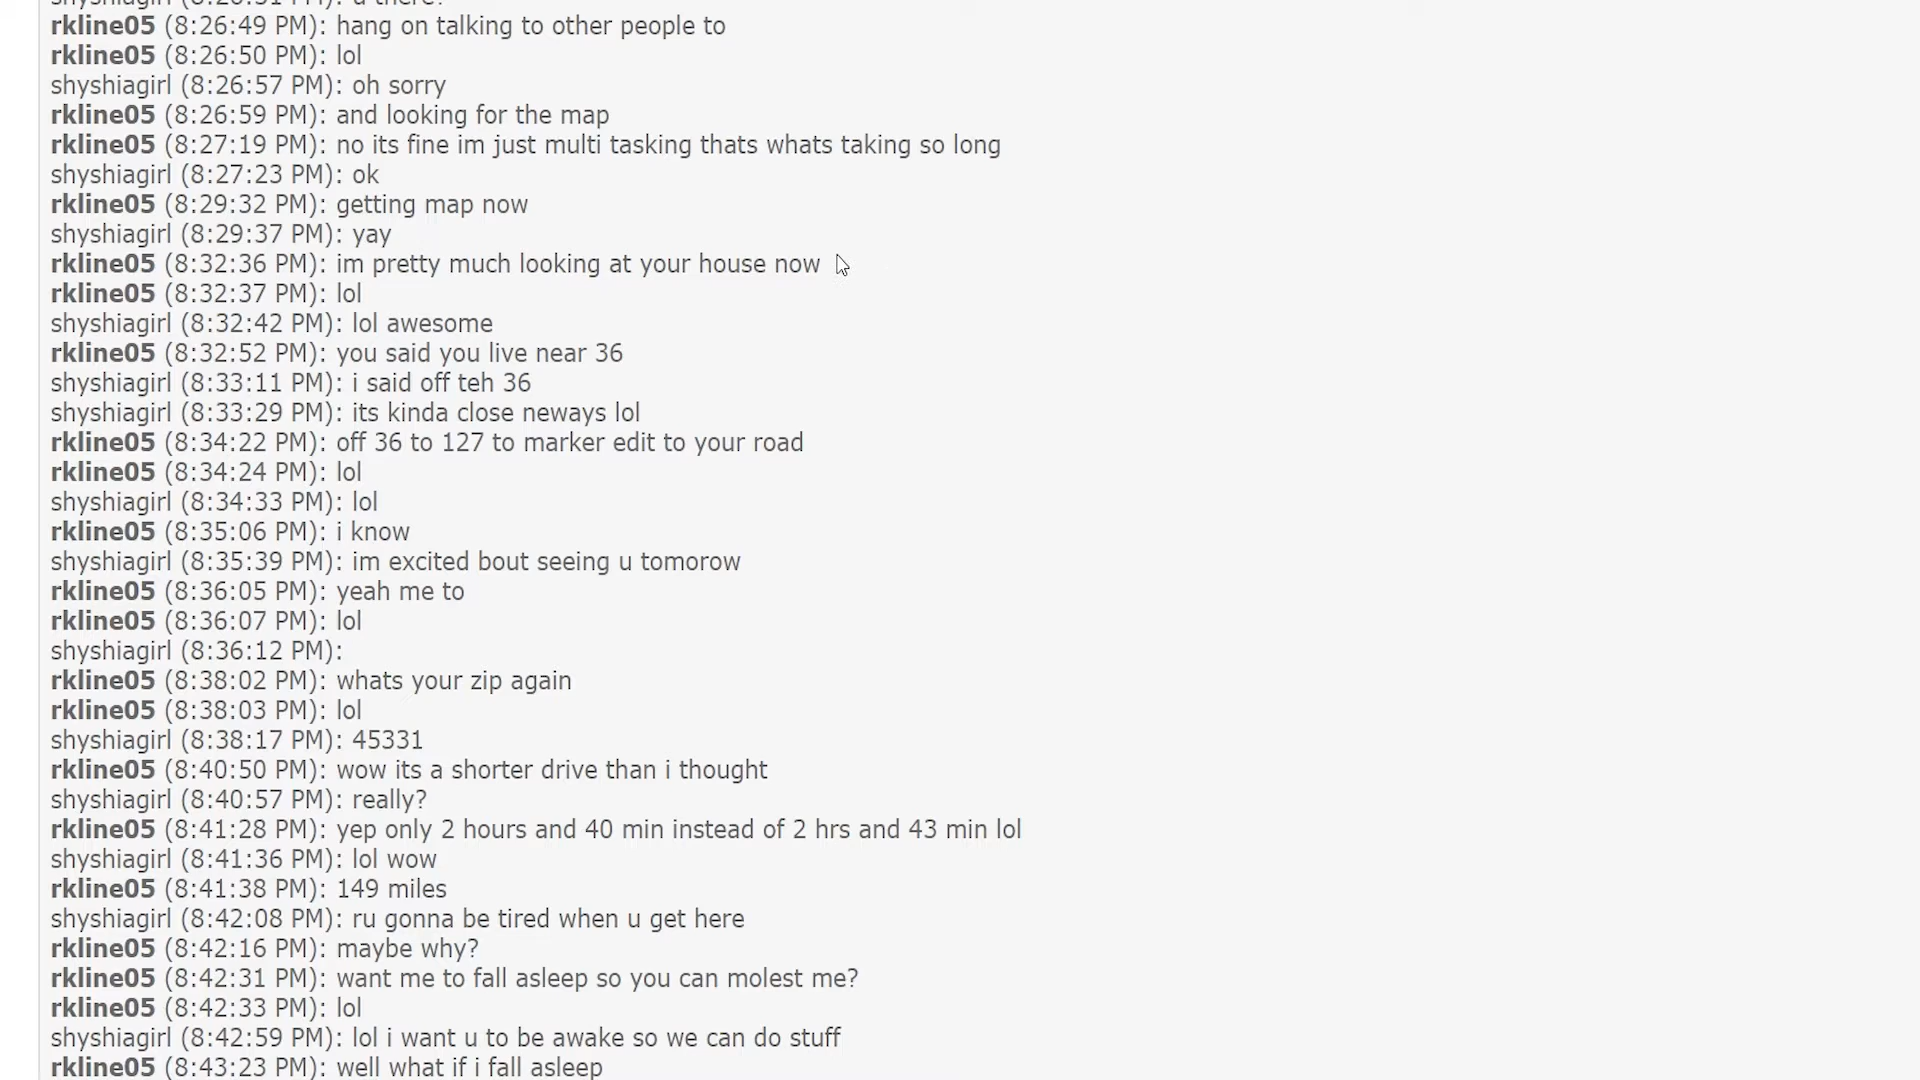 rkline05 (8:26:49 PM): hang on talking to other people to
rkline05 (8:26:50 PM): lol
shyshiagirl (8:26:57 PM): oh sorry
rkline05 (8:26:59 PM): and looking for the map
rkline05 (8:27:19 PM): no its fine im just multi tasking thats whats taking so long
shyshiagirl (8:27:23 PM): ok
rkline05 (8:29:32 PM): getting map now
shyshiagirl (8:29:37 PM): yay
rkline05 (8:32:36 PM): im pretty much looking at your house now
rkline05 (8:32:37 PM): lol
shyshiagirl (8:32:42 PM): lol awesome
rkline05 (8:32:52 PM): you said you live near 36
shyshiagirl (8:33:11 PM): i said off teh 36
shyshiagirl (8:33:29 PM): its kinda close neways lol
rkline05 (8:34:22 PM): off 36 to 127 to marker edit to your road
rkline05 (8:34:24 PM): lol
shyshiagirl (8:34:33 PM): lol
rkline05 (8:35:06 PM): i know
shyshiagirl (8:35:39 PM): im excited bout seeing u tomorow
rkline05 (8:36:05 PM): yeah me to
rkline05 (8:36:07 PM): lol
shyshiagirl (8:36:12 PM):
rkline05 (8:38:02 PM): whats your zip again
rkline05 (8:38:03 PM): lol
shyshiagirl (8:38:17 PM): 45331
rkline05 (8:40:50 PM): wow its a shorter drive than i thought
shyshiagirl (8:40:57 PM): really?
rkline05 (8:41:28 PM): yep only 2 hours and 40 min instead of 2 hrs and 43 min lol
shyshiagirl (8:41:36 PM): lol wow
rkline05 (8:41:38 PM): 149 miles
shyshiagirl (8:42:08 PM): ru gonna be tired when u get here
rkline05 (8:42:16 PM): maybe why?
rkline05 (8:42:31 PM): want me to fall asleep so you can molest me?
rkline05 (8:42:33 PM): lol
shyshiagirl (8:42:59 PM): lol i want u to be awake so we can do stuff
rkline05 (8:43:23 PM): well what if i fall asleep